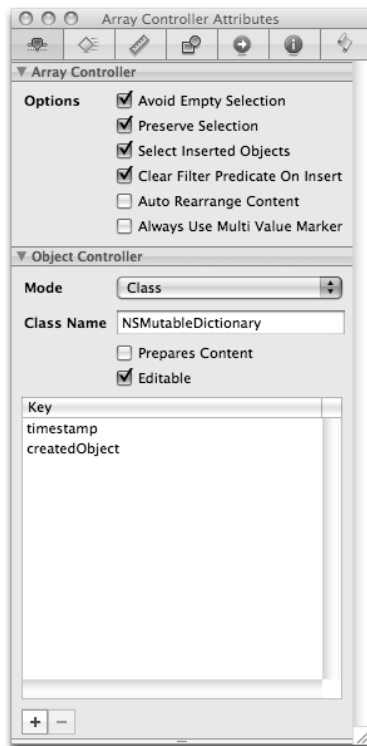 Array Controller Attributes
Array Controller
Options
Avoid Empty Selection
Preserve Selection
Select Inserted Objects
Clear Filter Predicate On Insert
Auto Rearrange Content
Always Use Multi Value Marker
Object Controller
Mode
Class
Class Name
NSMutableDictionary
Prepares Content
Editable
Key
timestamp
createdObject